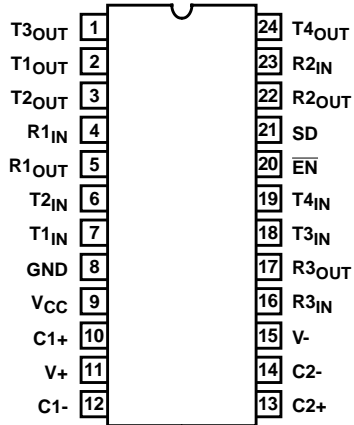 T3OUT 1 24 T4OUT
T1OUT 2 23 R2IN
T2OUT 3 22 R2OUT
R1IN 4 21 SD
R1OUT 5 20 E̅N̅
T2IN 6 19 T4IN
T1IN 7 18 T3IN
GND 8 17 R3OUT
VCC 9 16 R3IN
C1+ 10 15 V-
V+ 11 14 C2-
C1- 12 13 C2+